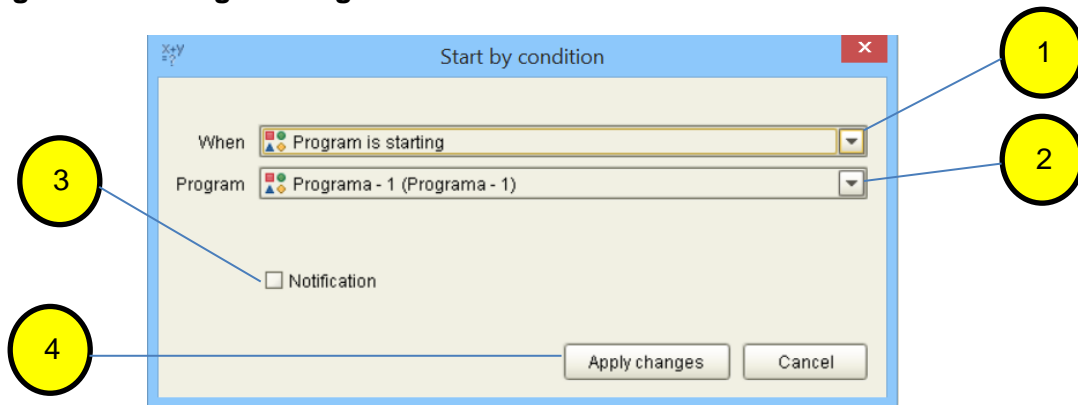 Start by condition
x
1
When Program is starting
Program Programa - 1 (Programa - 1)
2
3
Notification
4
Apply changes Cancel